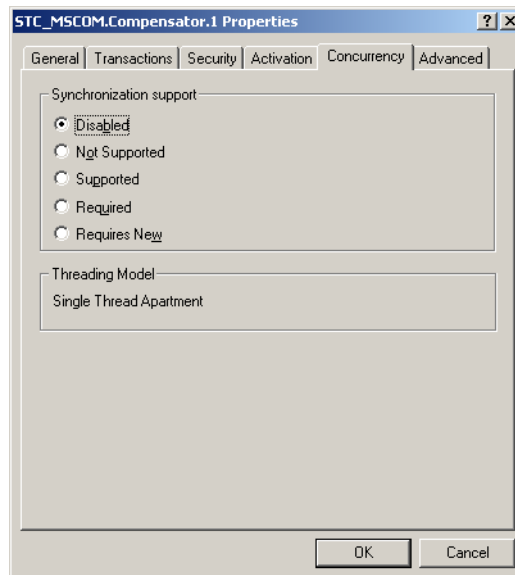 STC_MSCOM.Compensator.1 Properties
General Transactions Security Activation Concurrency Advanced
Synchronization support
Disabled
Not Supported
Supported
Required
Requires New
Threading Model
Single Thread Apartment
OK Cancel